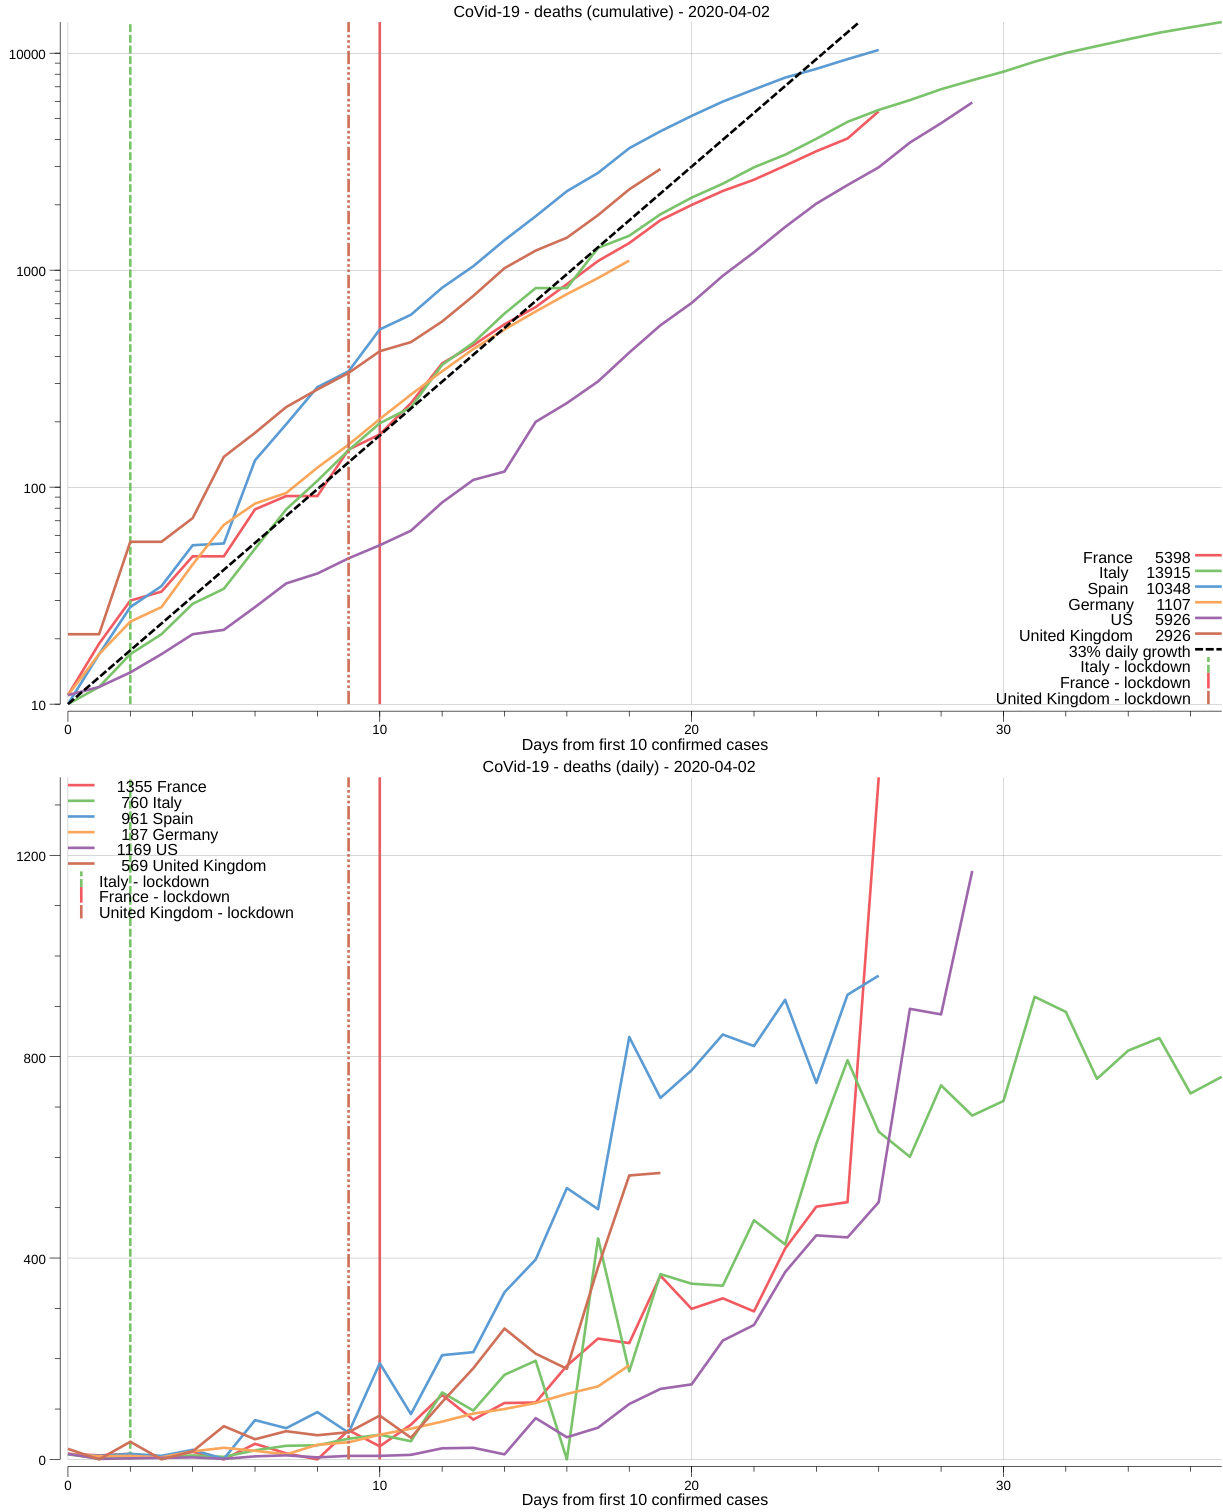 CoVid-19 - deaths (cumulative) - 2020-04-02
10000
1000
100
10
France 5398
Italy 13915
Spain 10348
Germany 1107
US 5926
United Kingdom 2926
33% daily growth
Italy - lockdown
France - lockdown
United Kingdom - lockdown
0 10 20 30
Days from first 10 confirmed cases
CoVid-19 - deaths (daily) - 2020-04-02
1355 France
760 Italy
961 Spain
187 Germany
1169 US
569 United Kingdom
Italy - lockdown
France - lockdown
United Kingdom - lockdown
1200
800
400
0
0 10 20 30
Days from first 10 confirmed cases